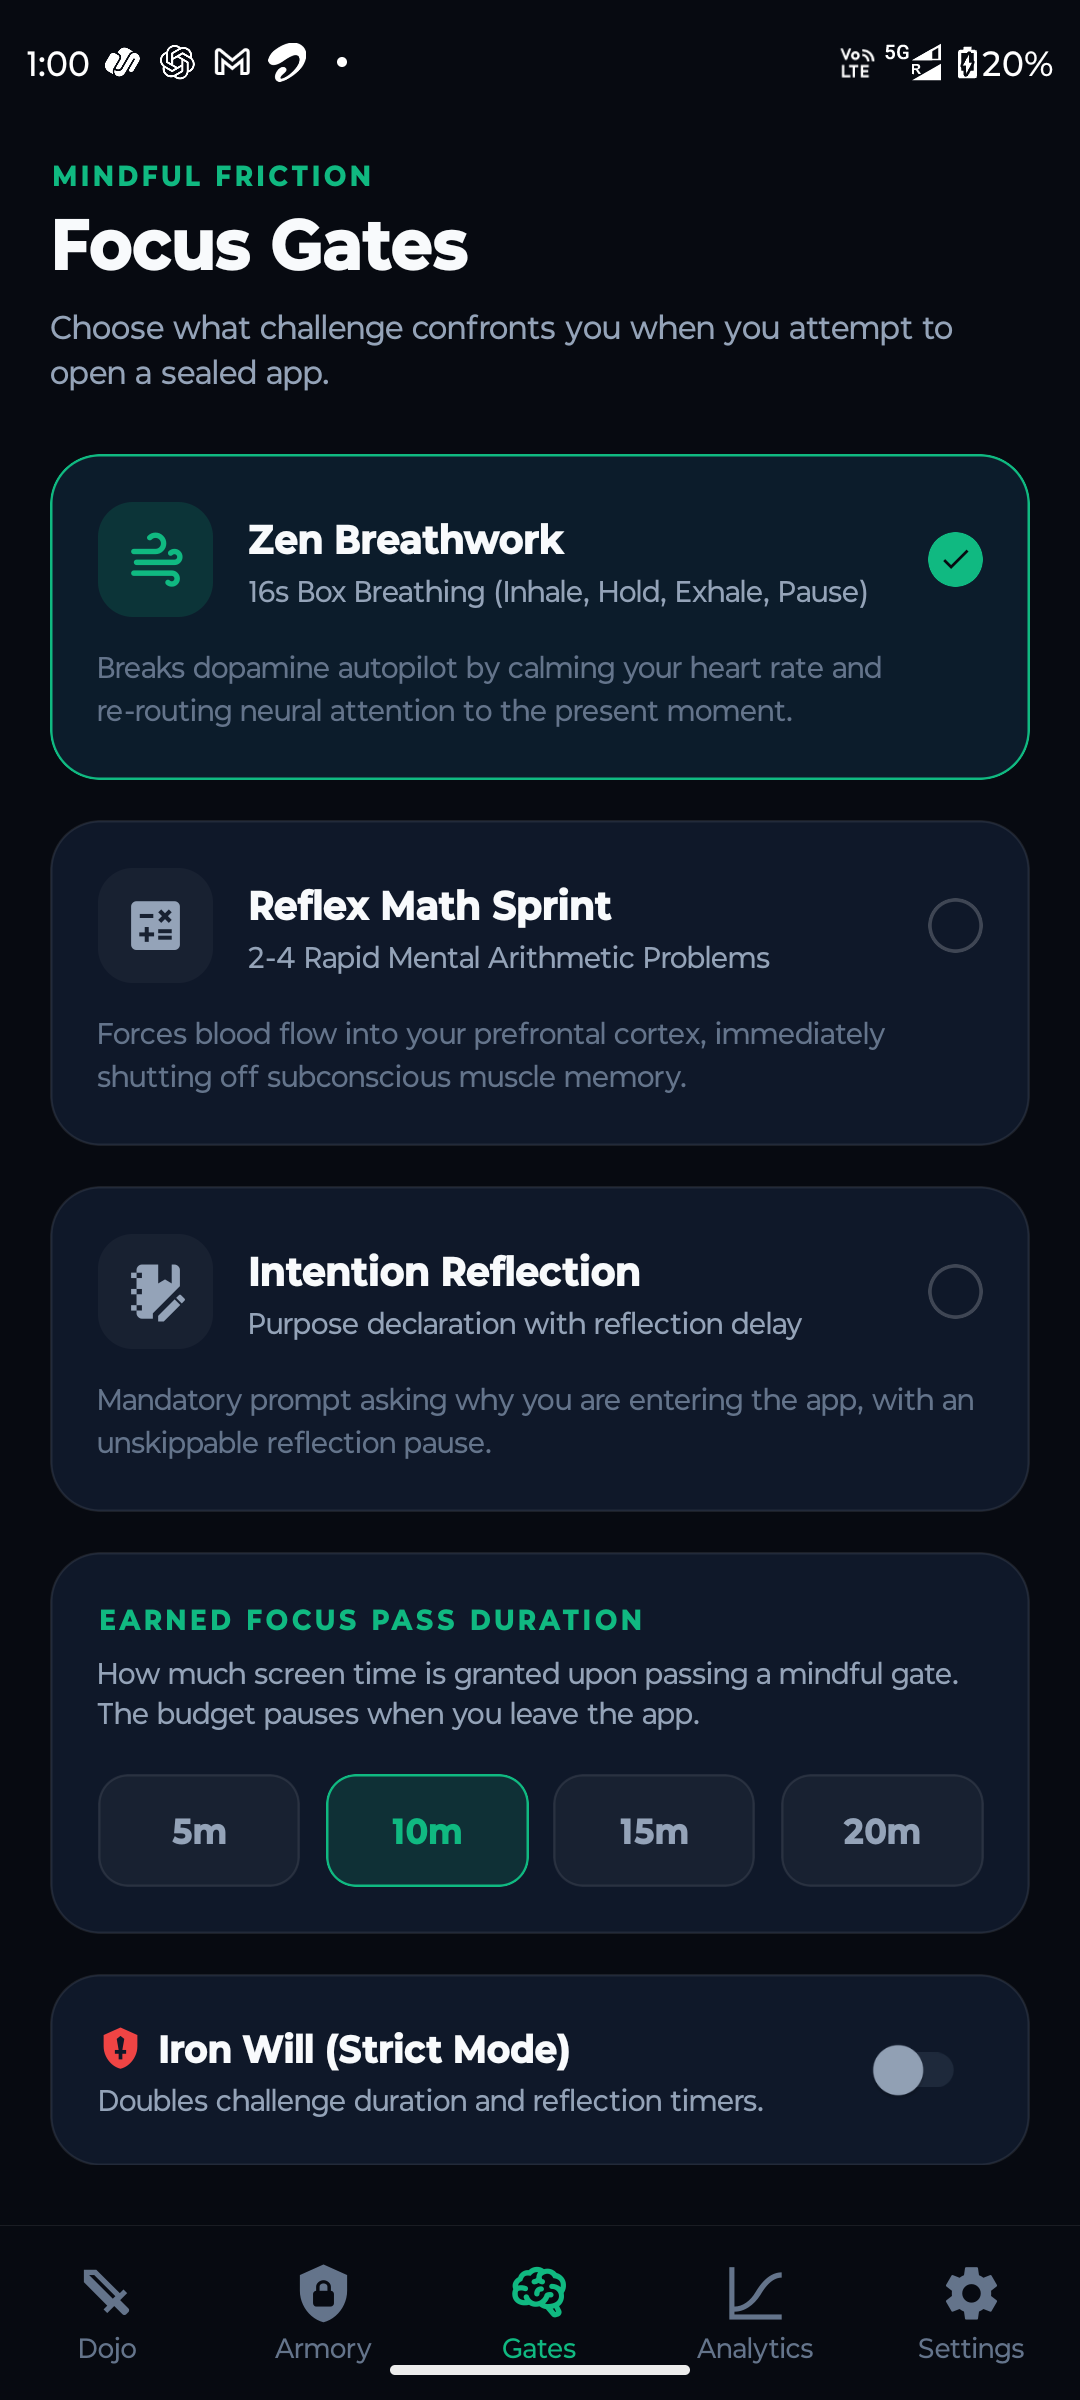 1:00
Vo LTE 5G R 20%
MINDFUL FRICTION
Focus Gates
Choose what challenge confronts you when you attempt to
open a sealed app.
Zen Breathwork
16s Box Breathing (Inhale, Hold, Exhale, Pause)
Breaks dopamine autopilot by calming your heart rate and
re-routing neural attention to the present moment.
Reflex Math Sprint
2-4 Rapid Mental Arithmetic Problems
Forces blood flow into your prefrontal cortex, immediately
shutting off subconscious muscle memory.
Intention Reflection
Purpose declaration with reflection delay
Mandatory prompt asking why you are entering the app, with an
unskippable reflection pause.
EARNED FOCUS PASS DURATION
How much screen time is granted upon passing a mindful gate.
The budget pauses when you leave the app.
5m 10m 15m 20m
Iron Will (Strict Mode)
Doubles challenge duration and reflection timers.
Dojo Armory Gates Analytics Settings